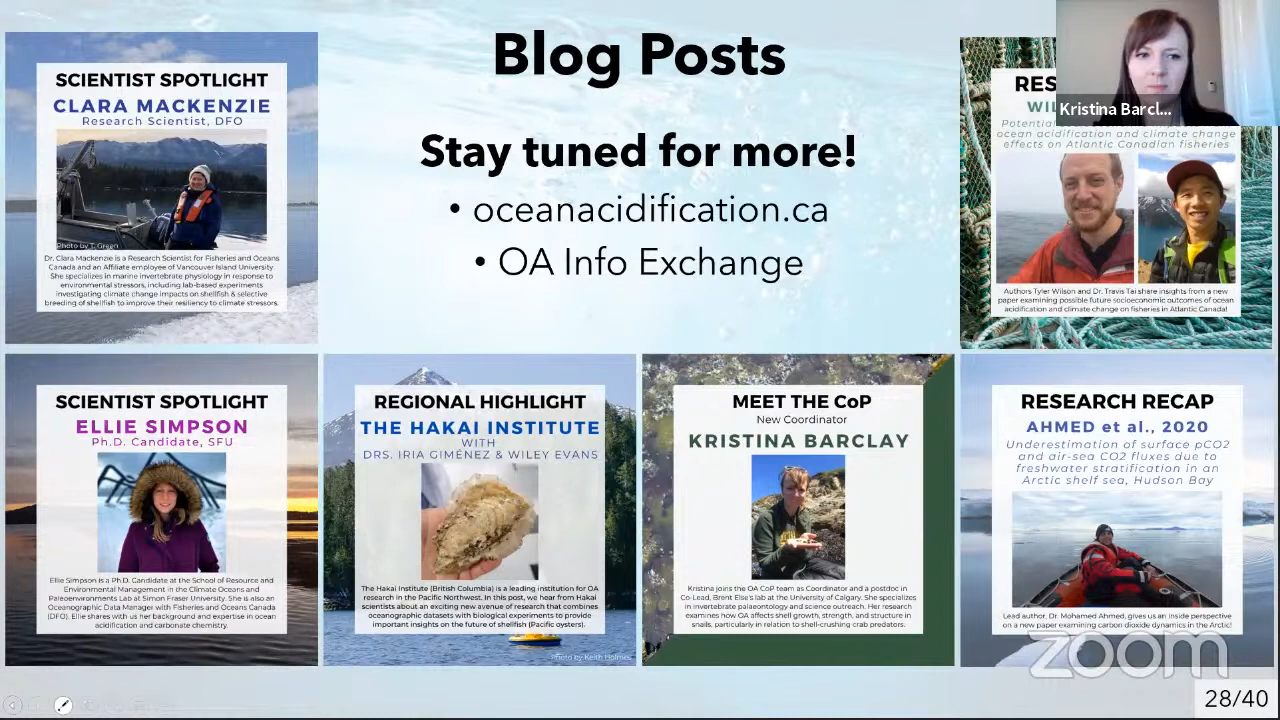 Blog Posts
Stay tuned for more!
• oceanacidification.ca
• OA Info Exchange
SCIENTIST SPOTLIGHT
CLARA MACKENZIE
Research Scientist, DFO
Photo by T. Green
Dr. Clara Mackenzie is a Research Scientist for Fisheries and Oceans
Canada and an Affiliate employee of Vancouver Island University.
She specializes in marine invertebrate physiology in response to
environmental stressors, including lab-based experiments
investigating climate change impacts on shellfish & selective
breeding of shellfish to improve their resiliency to climate stressors.
RES
WIL
Potential
ocean acidification and climate change
effects on Atlantic Canadian fisheries
Authors Tyler Wilson and Dr. Travis Tai share insights from a new
paper examining possible future socioeconomic outcomes of ocean
acidification and climate change on fisheries in Atlantic Canada!
Kristina Barcl...
SCIENTIST SPOTLIGHT
ELLIE SIMPSON
Ph.D. Candidate, SFU
Ellie Simpson is a Ph.D. Candidate at the School of Resource and
Environmental Management in the Climate Oceans and
Paleoenvironments Lab at Simon Fraser University. She is also an
Oceanographic Data Manager with Fisheries and Oceans Canada
(DFO). Ellie shares with us her background and expertise in ocean
acidification and carbonate chemistry.
REGIONAL HIGHLIGHT
THE HAKAI INSTITUTE
WITH
DRS. IRIA GIMÉNEZ & WILEY EVANS
The Hakai Institute (British Columbia) is a leading institution for OA
research in the Pacific Northwest. In this post, we hear from Hakai
scientists about an exciting new avenue of research that combines
oceanographic datasets with biological experiments to provide
important insights on the future of shellfish (Pacific oysters).
Photo by Keith Holmes
MEET THE CoP
New Coordinator
KRISTINA BARCLAY
Kristina joins the OA CoP team as Coordinator and a postdoc in
Co-Lead, Brent Else's lab at the University of Calgary. She specializes
in invertebrate palaeontology and science outreach. Her research
examines how OA affects shell growth, strength, and structure in
snails, particularly in relation to shell-crushing crab predators.
RESEARCH RECAP
AHMED et al., 2020
Underestimation of surface pCO2
and air-sea CO2 fluxes due to
freshwater stratification in an
Arctic shelf sea, Hudson Bay
Lead author, Dr. Mohamed Ahmed, gives us an inside perspective
on a new paper examining carbon dioxide dynamics in the Arctic!
zoom
28/40